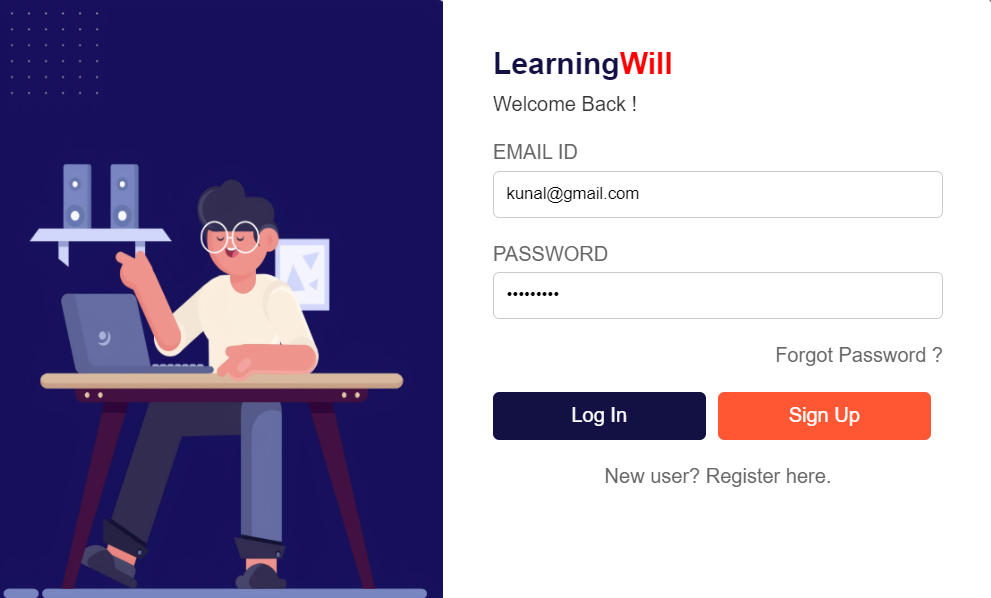 LearningWill
Welcome Back !
EMAIL ID
kunal@gmail.com
PASSWORD
•••••••••
Forgot Password ?
Log In Sign Up
New user? Register here.